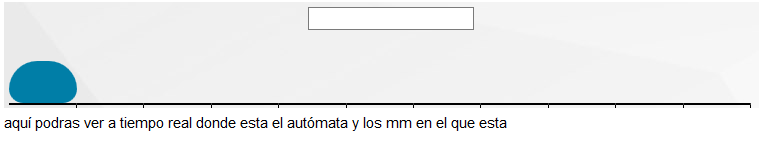 aquí podras ver a tiempo real donde esta el autómata y los mm en el que esta